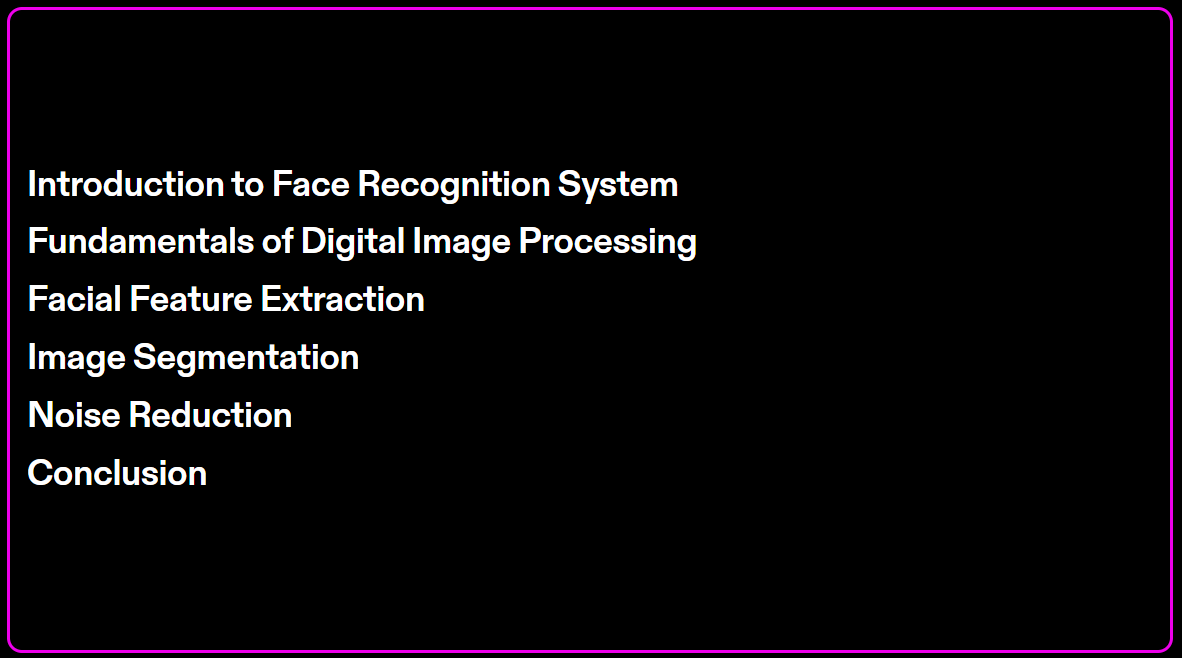 Introduction to Face Recognition System
Fundamentals of Digital Image Processing
Facial Feature Extraction
Image Segmentation
Noise Reduction
Conclusion